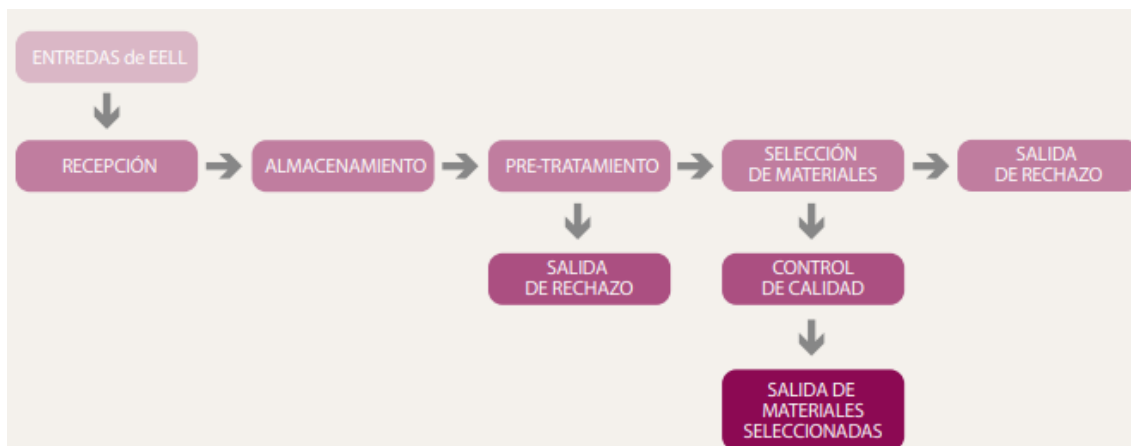 ENTREDAS de EELL
RECEPCIÓN
ALMACENAMIENTO
PRE-TRATAMIENTO
SELECCIÓN
DE MATERIALES
SALIDA
DE RECHAZO
SALIDA
DE RECHAZO
CONTROL
DE CALIDAD
SALIDA DE
MATERIALES
SELECCIONADAS